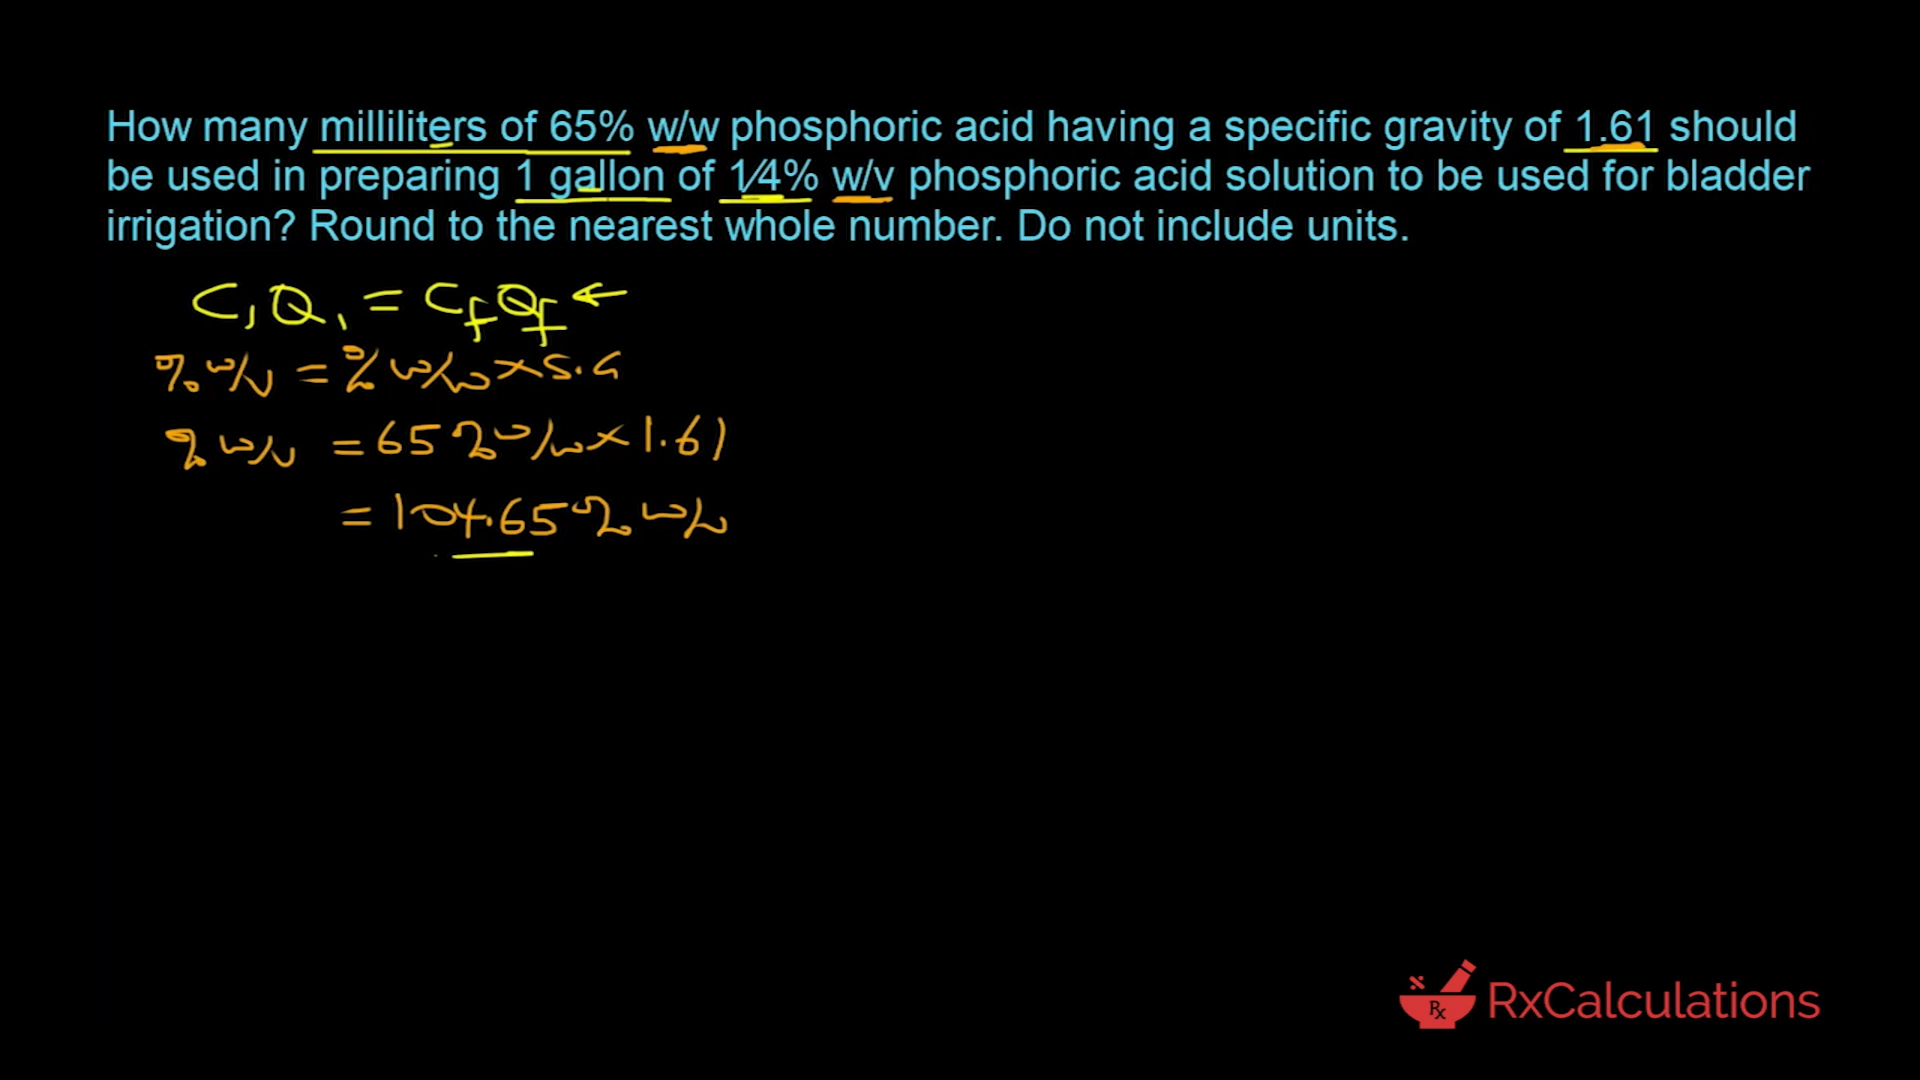 How many milliliters of 65% w/w phosphoric acid having a specific gravity of 1.61 should
be used in preparing 1 gallon of 1⁄4% w/v phosphoric acid solution to be used for bladder
irrigation? Round to the nearest whole number. Do not include units.
C₁Q₁ = CfQf ←
% w/v = % w/w × S.G
% w/v = 65% w/w × 1.61
= 104.65% w/v
Rx RxCalculations